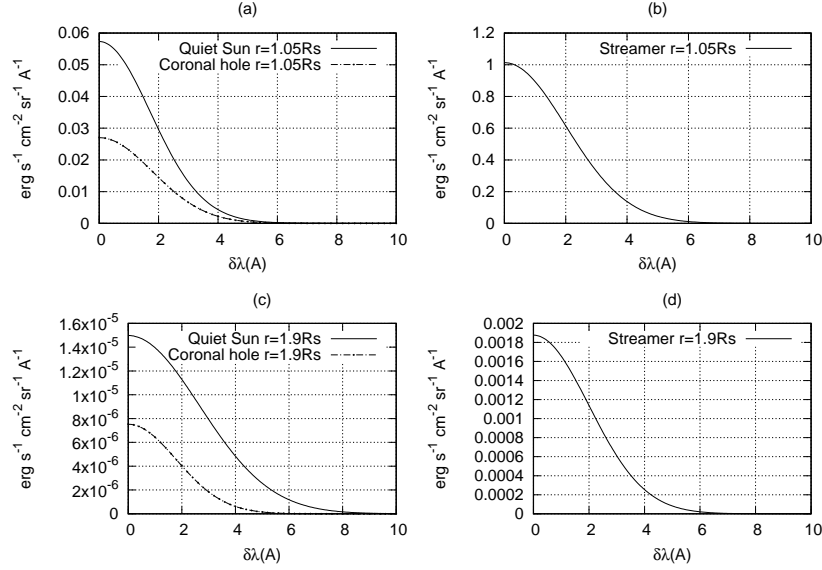 (a)
Quiet Sun r=1.05Rs
Coronal hole r=1.05Rs
erg s⁻¹ cm⁻² sr⁻¹ A⁻¹
0.06
0.05
0.04
0.03
0.02
0.01
0
0 2 4 6 8 10
δλ(A)
(b)
Streamer r=1.05Rs
erg s⁻¹ cm⁻² sr⁻¹ A⁻¹
1.2
1
0.8
0.6
0.4
0.2
0
0 2 4 6 8 10
δλ(A)
(c)
Quiet Sun r=1.9Rs
Coronal hole r=1.9Rs
erg s⁻¹ cm⁻² sr⁻¹ A⁻¹
1.6x10⁻⁵
1.4x10⁻⁵
1.2x10⁻⁵
1x10⁻⁵
8x10⁻⁶
6x10⁻⁶
4x10⁻⁶
2x10⁻⁶
0
0 2 4 6 8 10
δλ(A)
(d)
Streamer r=1.9Rs
erg s⁻¹ cm⁻² sr⁻¹ A⁻¹
0.002
0.0018
0.0016
0.0014
0.0012
0.001
0.0008
0.0006
0.0004
0.0002
0
0 2 4 6 8 10
δλ(A)